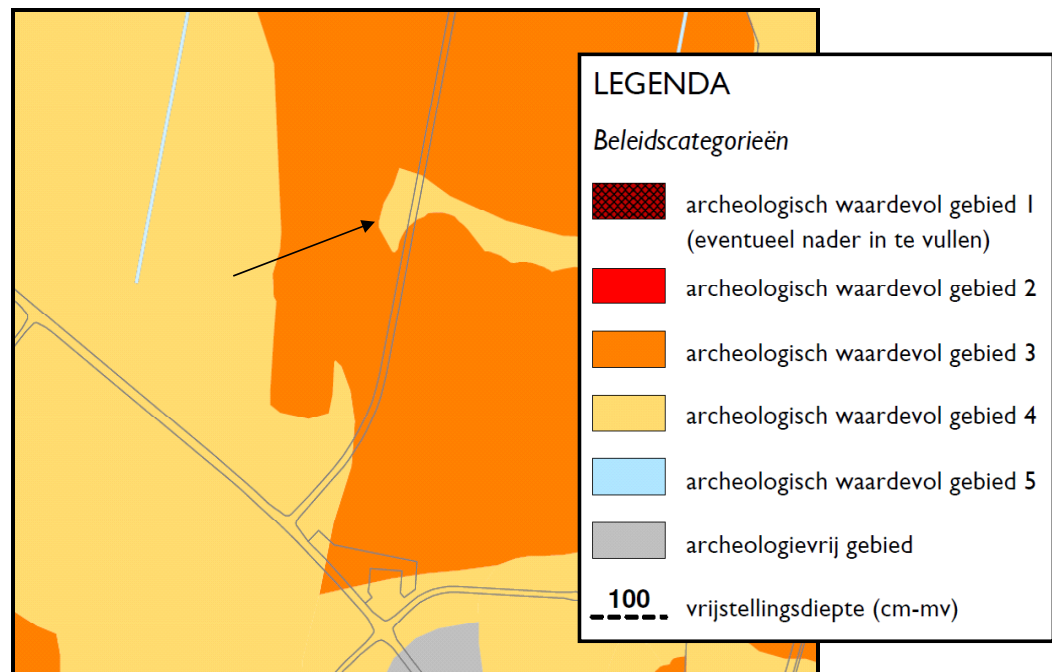 LEGENDA
Beleidscategorieën
archeologisch waardevol gebied 1
(eventueel nader in te vullen)
archeologisch waardevol gebied 2
archeologisch waardevol gebied 3
archeologisch waardevol gebied 4
archeologisch waardevol gebied 5
archeologievrij gebied
100 vrijstellingsdiepte (cm-mv)